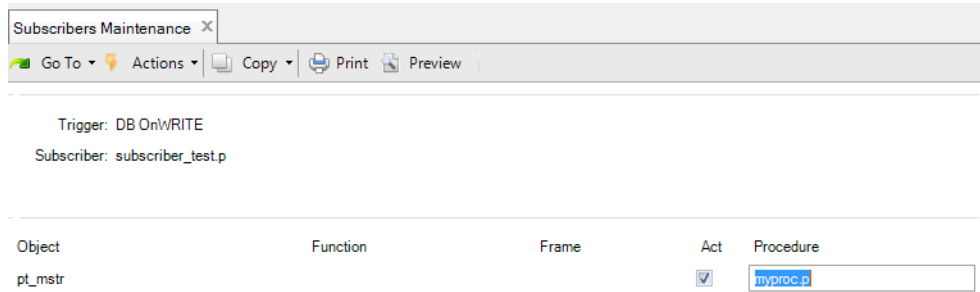 Subscribers Maintenance
Go To Actions Copy Print Preview
Trigger: DB OnWRITE
Subscriber: subscriber_test.p
Object Function Frame Act Procedure
pt_mstr myproc.p